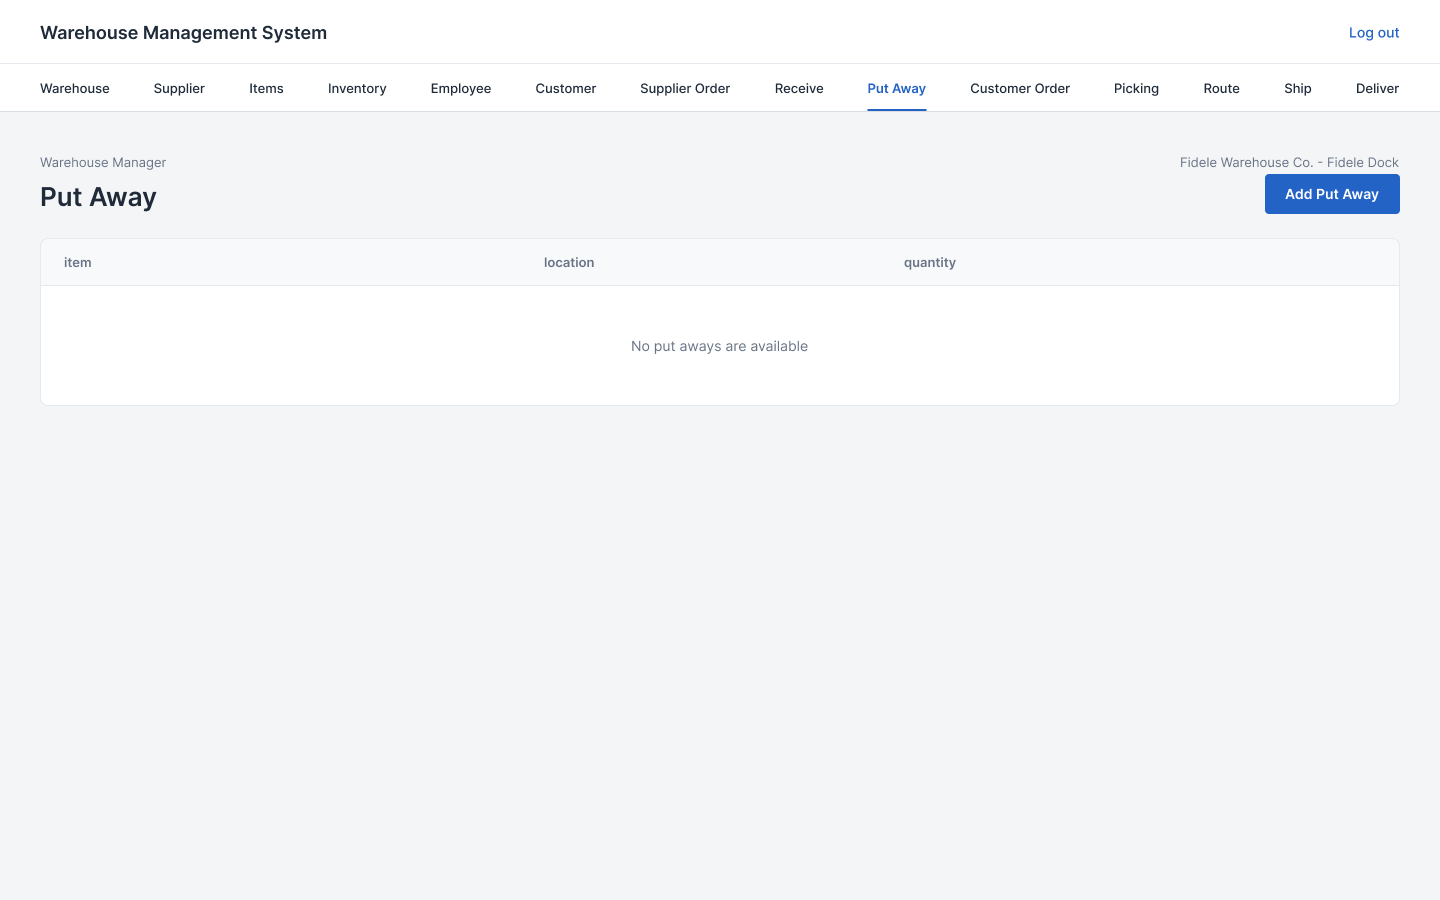 Warehouse Management System
Log out
Warehouse Supplier Items Inventory Employee Customer Supplier Order Receive Put Away Customer Order Picking Route Ship Deliver
Warehouse Manager
Fidele Warehouse Co. - Fidele Dock
Put Away
Add Put Away
item location quantity
No put aways are available